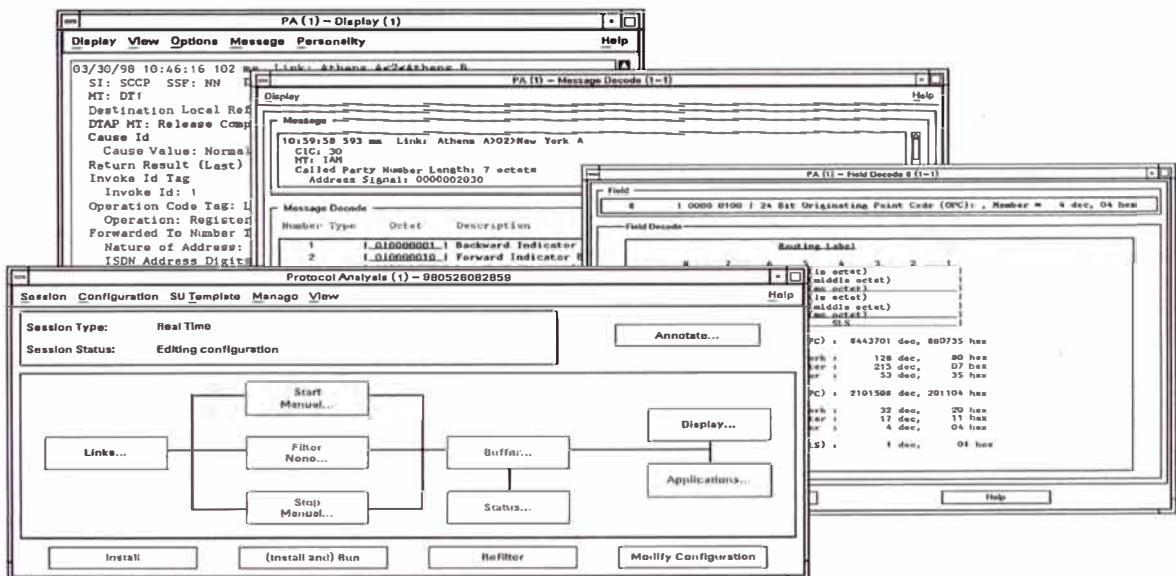 PA (1) – Display (1)
Display View Options Message Personality Help
03/30/98 10:46:16 102 ms Link: Athens A<2<Athens B
SI: SCCP SSF: NN
MT: DT1
Destination Local Ref
DTAP MT: Release Comp
Cause Id
Cause Value: Normal
Return Result (Last)
Invoke Id Tag
Invoke Id: 1
Operation Code Tag: L
Operation: Register
Forwarded To Number T
Nature of Address:
ISDN Address Digits
PA (1) – Message Decode (1–1)
Display Help
Message
10:59:58 593 ms Link: Athens A>02>New York A
CIC: 30
MT: IAM
Called Party Number Length: 7 octets
Address Signal: 0000002030
Message Decode
Number Type Octet Description
1 |_010000001_| Backward Indicator
2 |_010000010_| Forward Indicator B
PA (1) – Field Decode 8 (1–1)
Field
8 | 0000 0100 | 24 Bit Originating Point Code (OPC): , Member = 4 dec, 04 hex
Field Decode
Routing Label
8 7 6 5 4 3 2 1
(ls octet)
(middle octet)
(ms octet)
(ls octet)
(middle octet)
(ms octet)
SLS
PC) : 8443701 dec, 80D735 hex
ork : 128 dec, 80 hex
ter : 215 dec, D7 hex
er : 53 dec, 35 hex
PC) : 2101508 dec, 201104 hex
ork : 32 dec, 20 hex
ter : 17 dec, 11 hex
er : 4 dec, 04 hex
LS) : 1 dec, 01 hex
Help
Protocol Analysis (1) – 980526082859
Session Configuration SU Template Manage View Help
Session Type: Real Time
Session Status: Editing configuration
Annotate...
Links...
Start
Manual...
Filter
None...
Stop
Manual...
Buffer...
Status...
Display...
Applications...
Install
(Install and) Run
Refilter
Modify Configuration